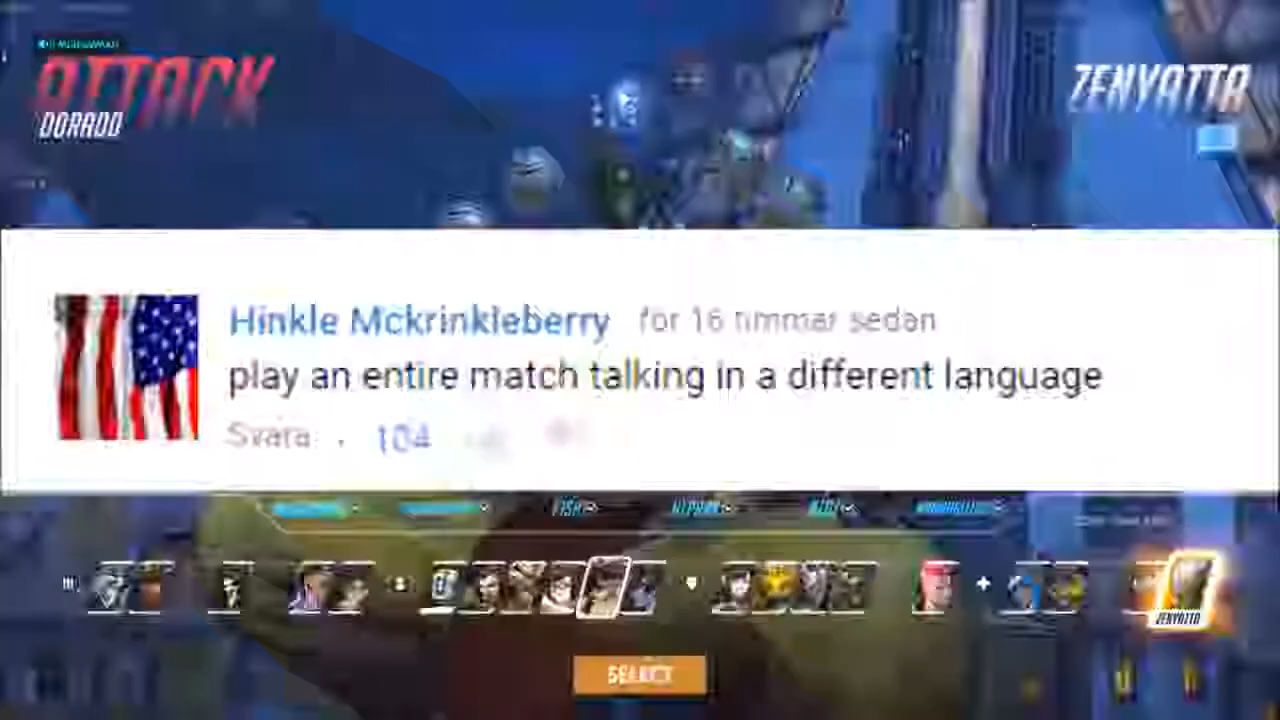 ATTACK
DORADO
ZENYATTA
Hinkle Mckrinkleberry för 16 timmar sedan
play an entire match talking in a different language
Svara · 104
ZENYATTA
SELECT